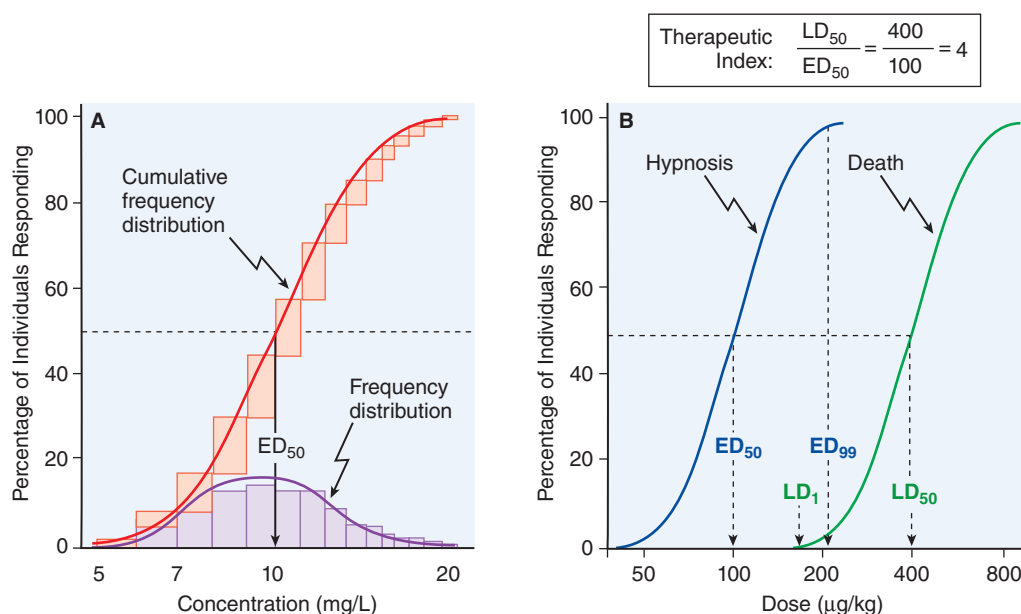 Therapeutic Index: LD50 / ED50 = 400 / 100 = 4
A
Percentage of Individuals Responding
100
80
60
40
20
0
Cumulative
frequency
distribution
Frequency
distribution
ED50
5 7 10 20
Concentration (mg/L)
B
Percentage of Individuals Responding
100
80
60
40
20
0
Hypnosis
Death
ED50
ED99
LD1
LD50
50 100 200 400 800
Dose (μg/kg)